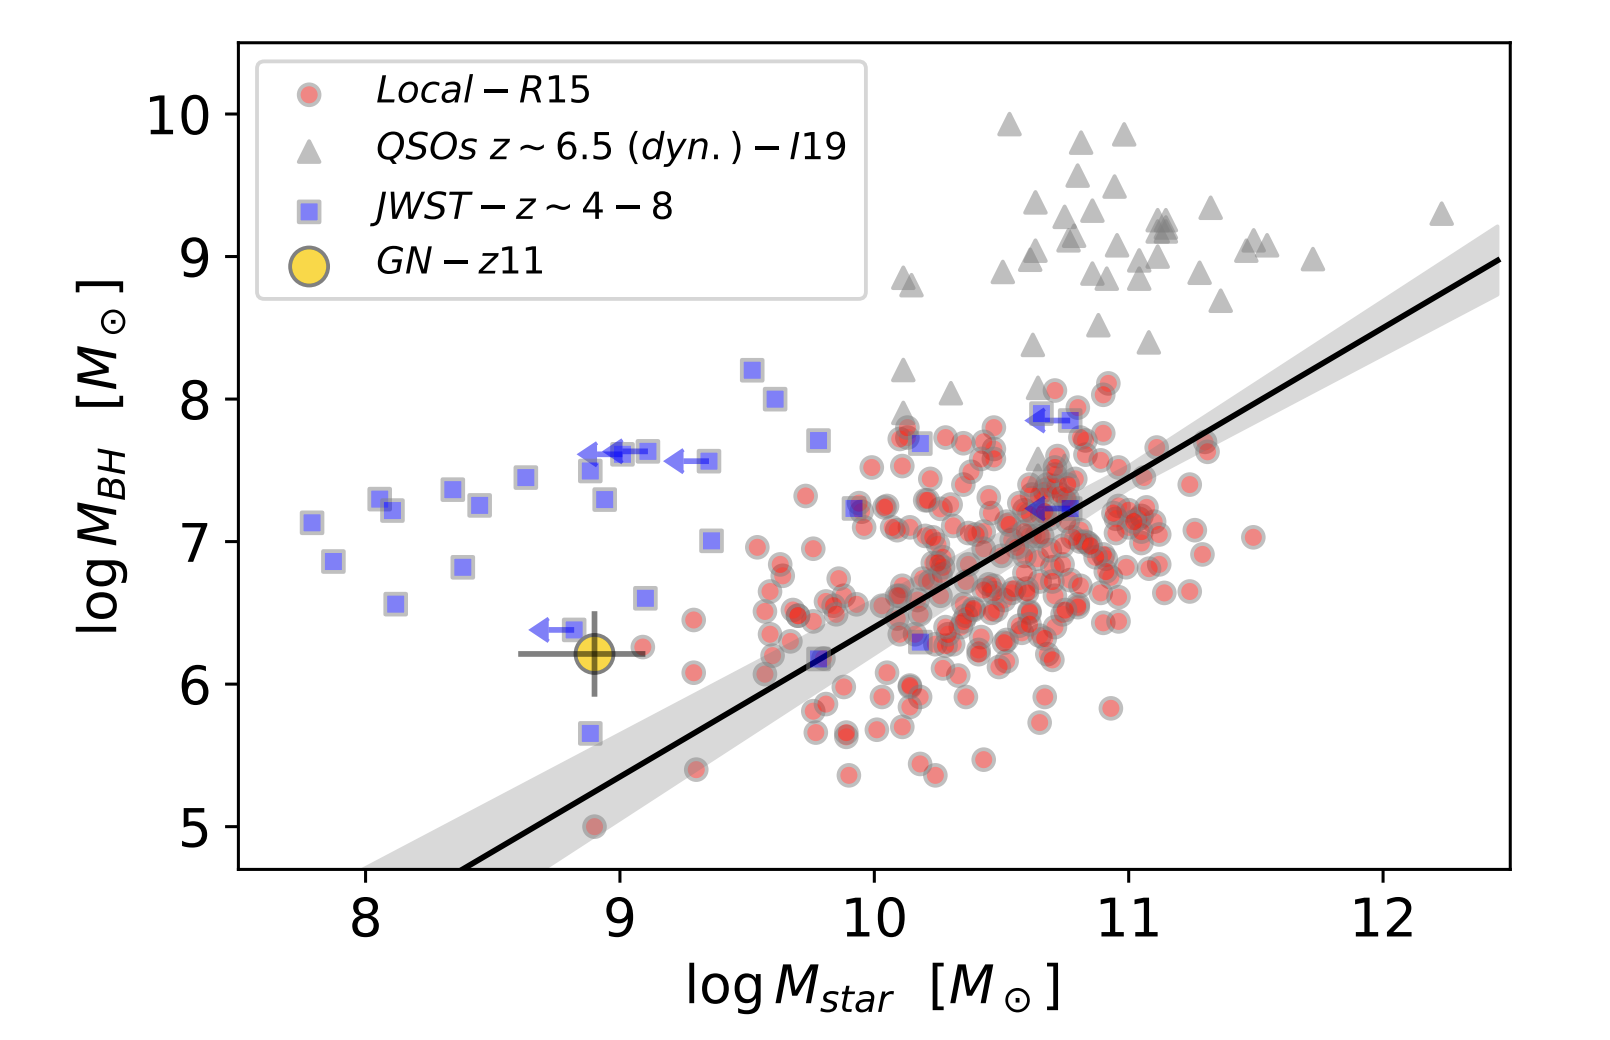 Local − R15
QSOs z ~ 6.5 (dyn.) − I19
JWST − z ~ 4 − 8
GN − z11
10
9
8
7
6
5
log M_BH [M_⊙]
8 9 10 11 12
log M_star [M_⊙]